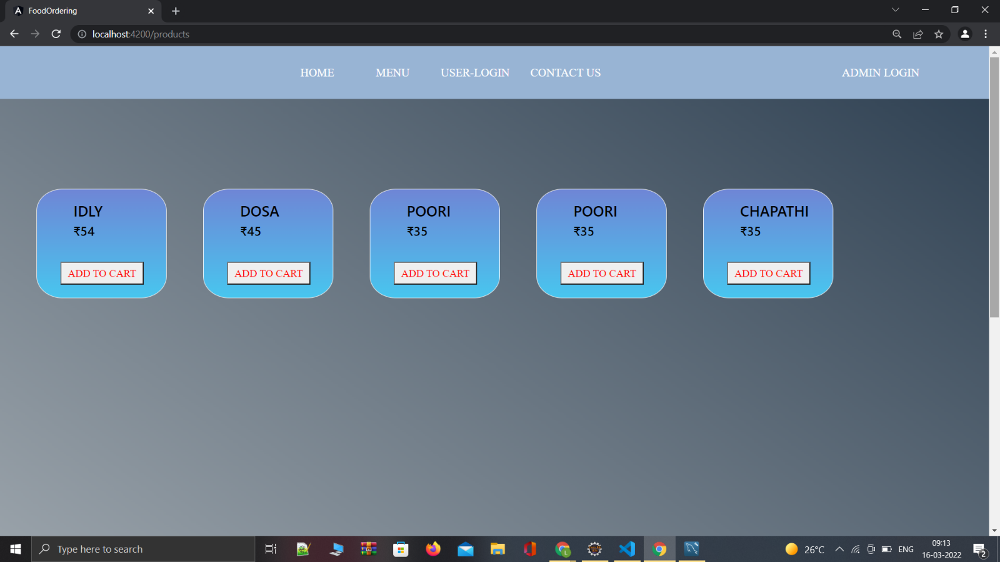 FoodOrdering
localhost:4200/products
HOME MENU USER-LOGIN CONTACT US ADMIN LOGIN
IDLY DOSA POORI POORI CHAPATHI
₹54 ₹45 ₹35 ₹35 ₹35
ADD TO CART ADD TO CART ADD TO CART ADD TO CART ADD TO CART
Type here to search
26°C ENG
09:13
16-03-2022
2